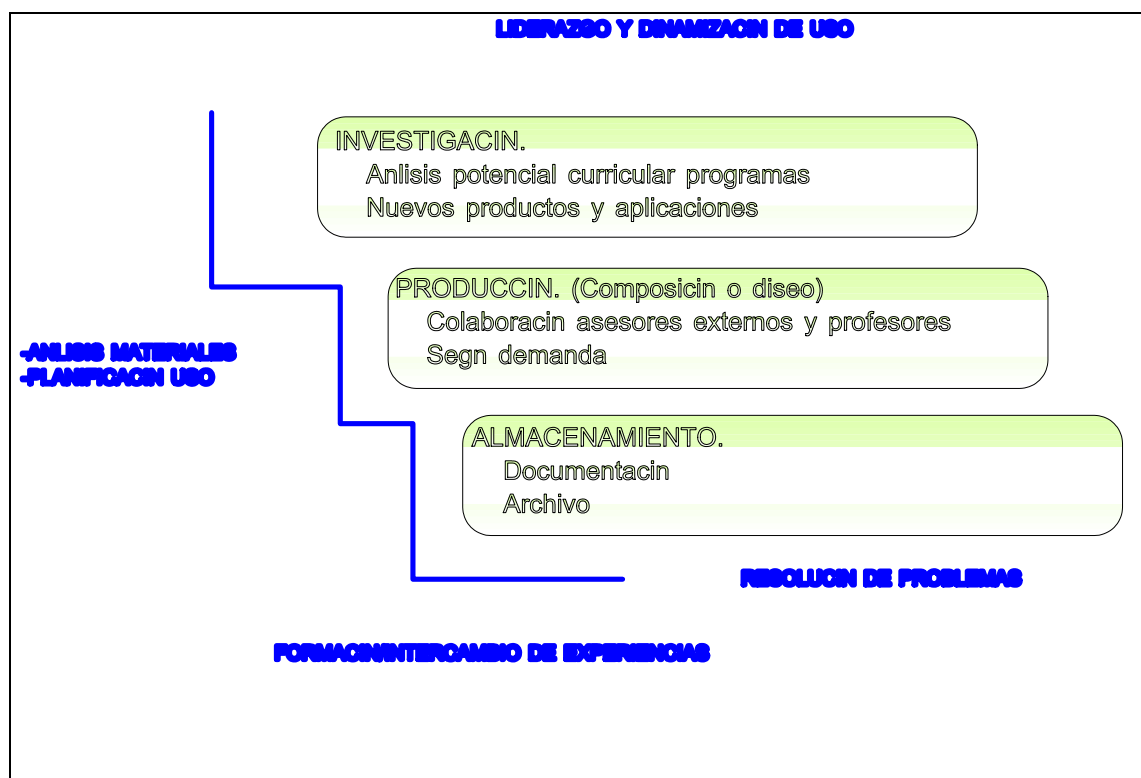 LIDERAZGO Y DINAMIZACIN DE USO
INVESTIGACIN.
Anlisis potencial curricular programas
Nuevos productos y aplicaciones
PRODUCCIN. (Composicin o diseo)
Colaboracin asesores externos y profesores
Segn demanda
-ANLISIS MATERIALES
-PLANIFICACIN USO
ALMACENAMIENTO.
Documentacin
Archivo
RESOLUCIN DE PROBLEMAS
FORMACIN/INTERCAMBIO DE EXPERIENCIAS